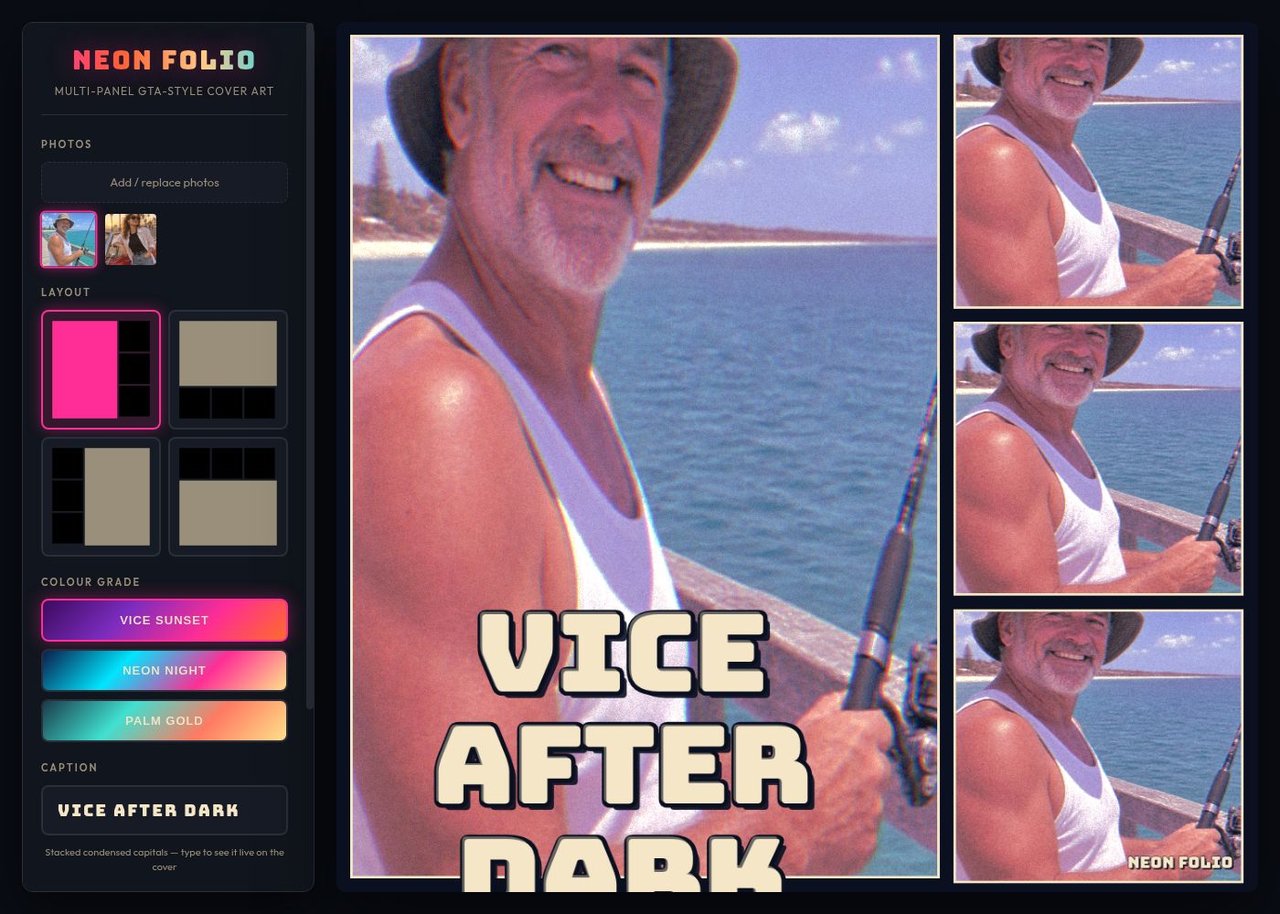 NEON FOLIO
MULTI-PANEL GTA-STYLE COVER ART
PHOTOS
Add / replace photos
LAYOUT
COLOUR GRADE
VICE SUNSET
NEON NIGHT
PALM GOLD
CAPTION
VICE AFTER DARK
Stacked condensed capitals — type to see it live on the
cover
VICE
AFTER
DARK
NEON FOLIO